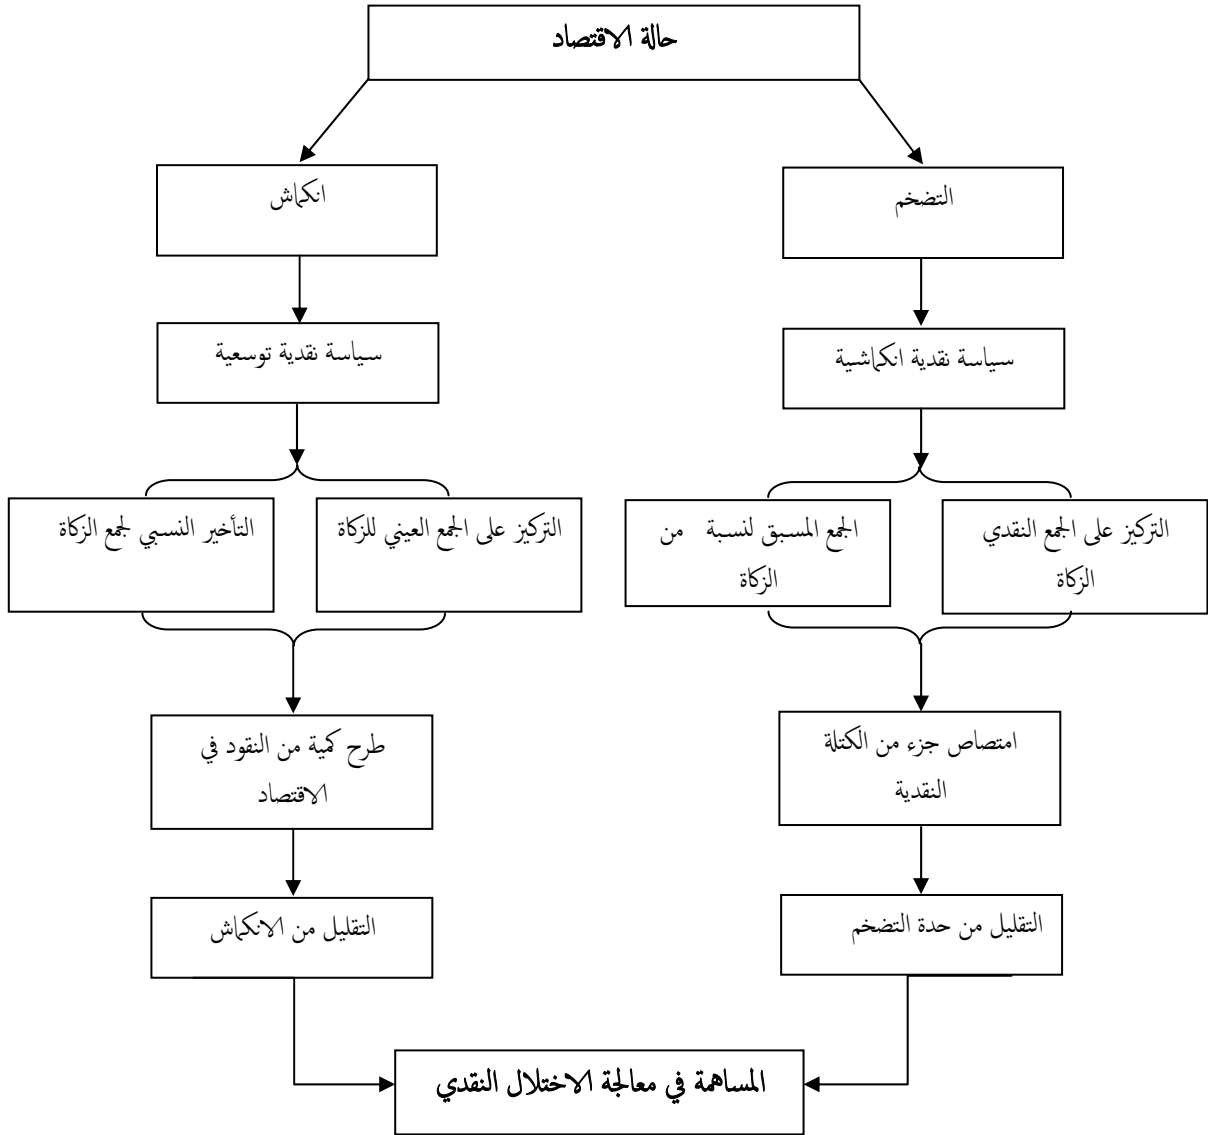 حالة الاقتصاد
التضخم
انكماش
سياسة نقدية انكماشية
سياسة نقدية توسعية
التركيز على الجمع النقدي
الزكاة
الجمع المسبق لنسبة من
الزكاة
التركيز على الجمع العيني للزكاة
التأخير النسبي لجمع الزكاة
امتصاص جزء من الكتلة
النقدية
طرح كمية من النقود في
الاقتصاد
التقليل من حدة التضخم
التقليل من الانكماش
المساهمة في معالجة الاختلال النقدي